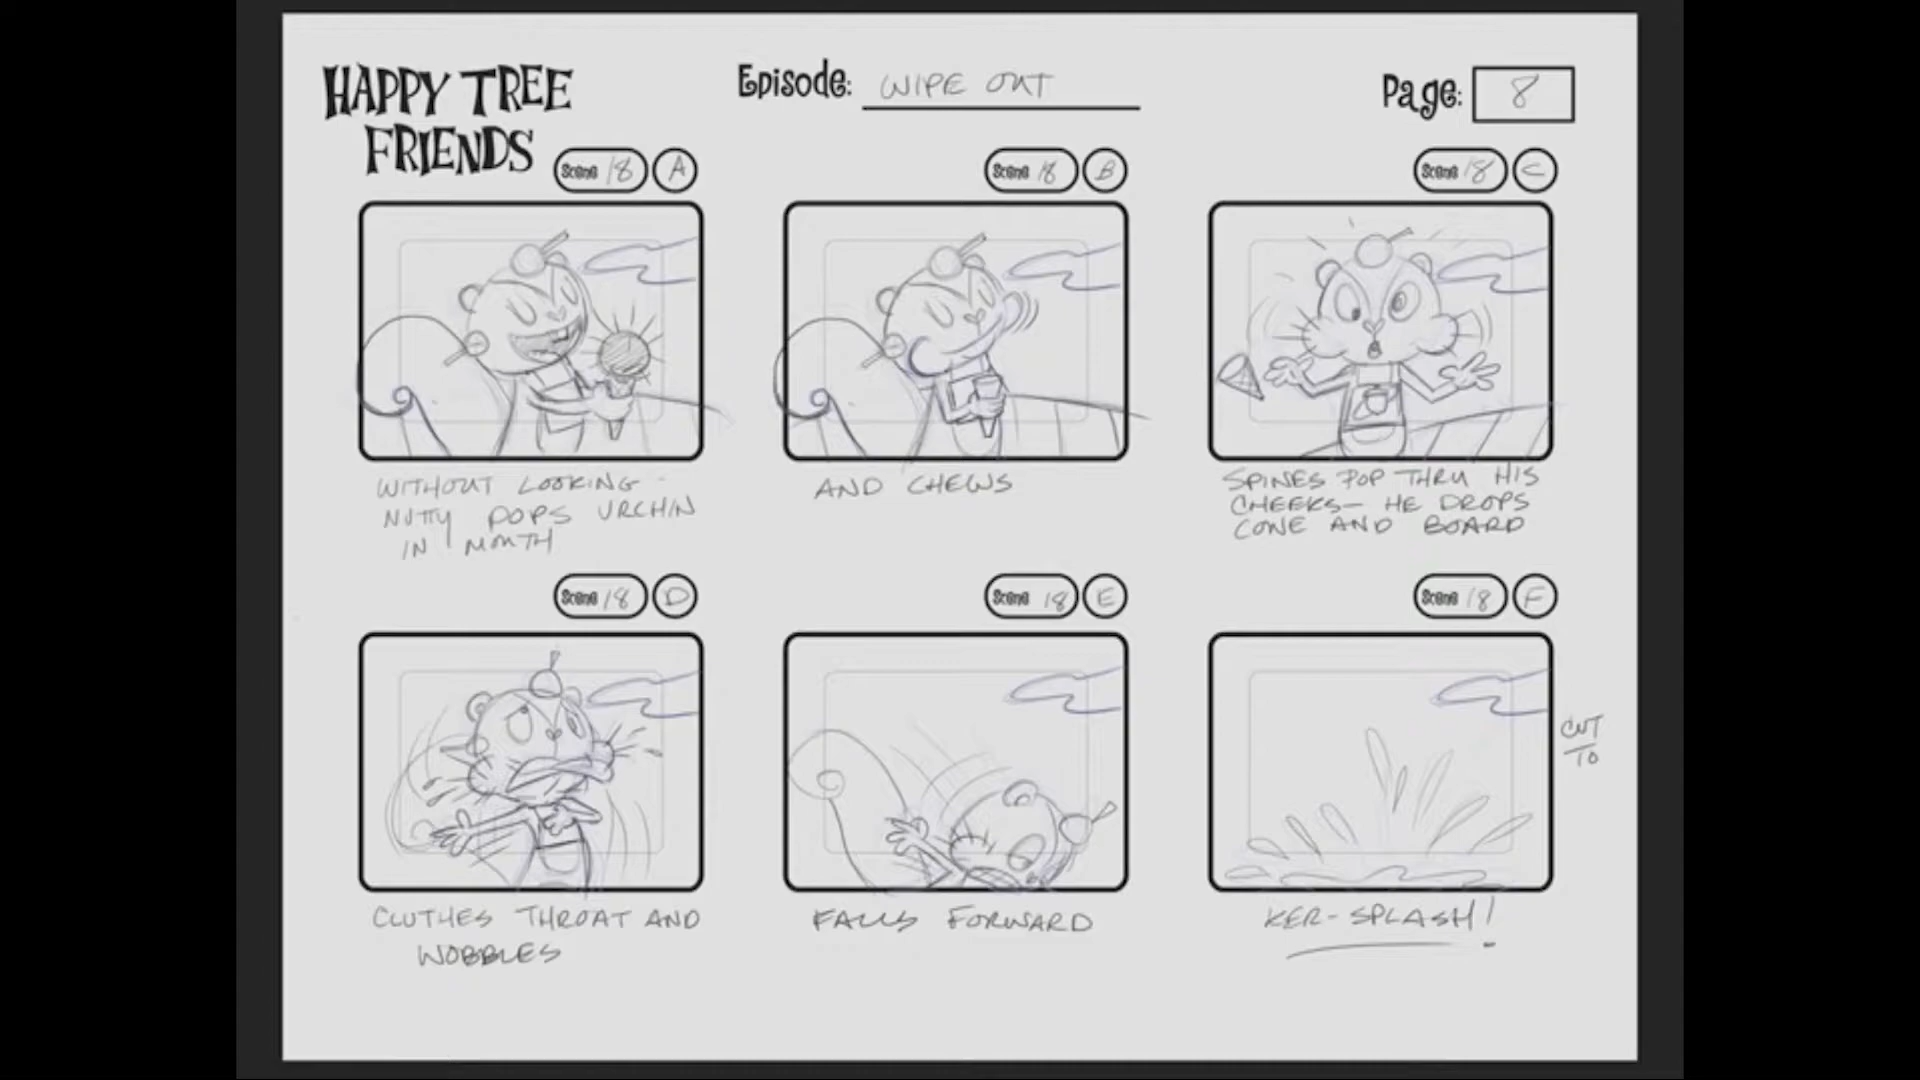 HAPPY TREE
FRIENDS
Episode: WIPE OUT
Page: 8
Scene 18 A
Scene 18 B
Scene 18 C
WITHOUT LOOKING -
NUTTY POPS URCHIN
IN MOUTH
AND CHEWS
SPINES POP THRU HIS
CHEEKS— HE DROPS
CONE AND BOARD
Scene 18 D
Scene 18 E
Scene 18 F
CUT
TO
CLUTHES THROAT AND
WOBBLES
FALLS FORWARD
KER-SPLASH!